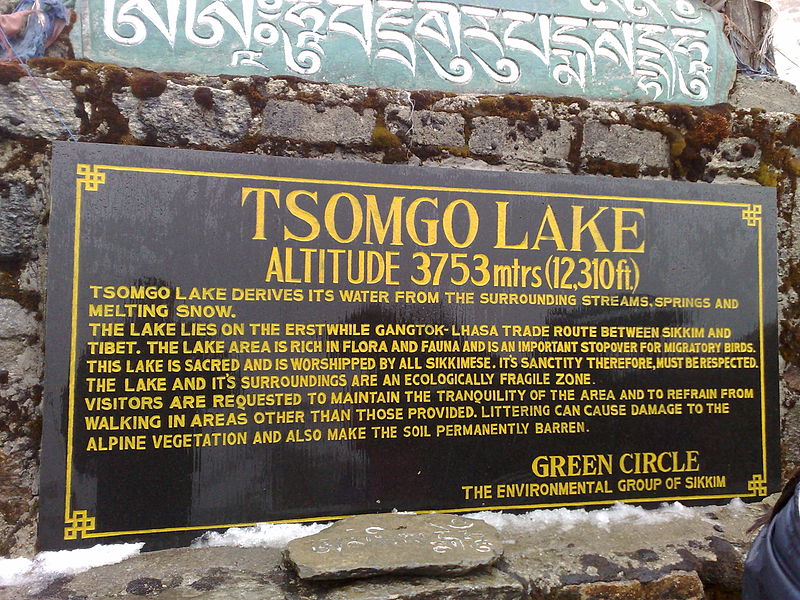 ༀ་མ་ཎི་པདྨེ་ཧཱུྃ
TSOMGO LAKE
ALTITUDE 3753 mtrs (12,310ft.)
TSOMGO LAKE DERIVES ITS WATER FROM THE SURROUNDING STREAMS, SPRINGS AND
MELTING SNOW.
THE LAKE LIES ON THE ERSTWHILE GANGTOK-LHASA TRADE ROUTE BETWEEN SIKKIM AND
TIBET. THE LAKE AREA IS RICH IN FLORA AND FAUNA AND IS AN IMPORTANT STOPOVER FOR MIGRATORY BIRDS.
THIS LAKE IS SACRED AND IS WORSHIPPED BY ALL SIKKIMESE. IT'S SANCTITY THEREFORE, MUST BE RESPECTED.
THE LAKE AND IT'S SURROUNDINGS ARE AN ECOLOGICALLY FRAGILE ZONE.
VISITORS ARE REQUESTED TO MAINTAIN THE TRANQUILITY OF THE AREA AND TO REFRAIN FROM
WALKING IN AREAS OTHER THAN THOSE PROVIDED. LITTERING CAN CAUSE DAMAGE TO THE
ALPINE VEGETATION AND ALSO MAKE THE SOIL PERMANENTLY BARREN.
GREEN CIRCLE
THE ENVIRONMENTAL GROUP OF SIKKIM